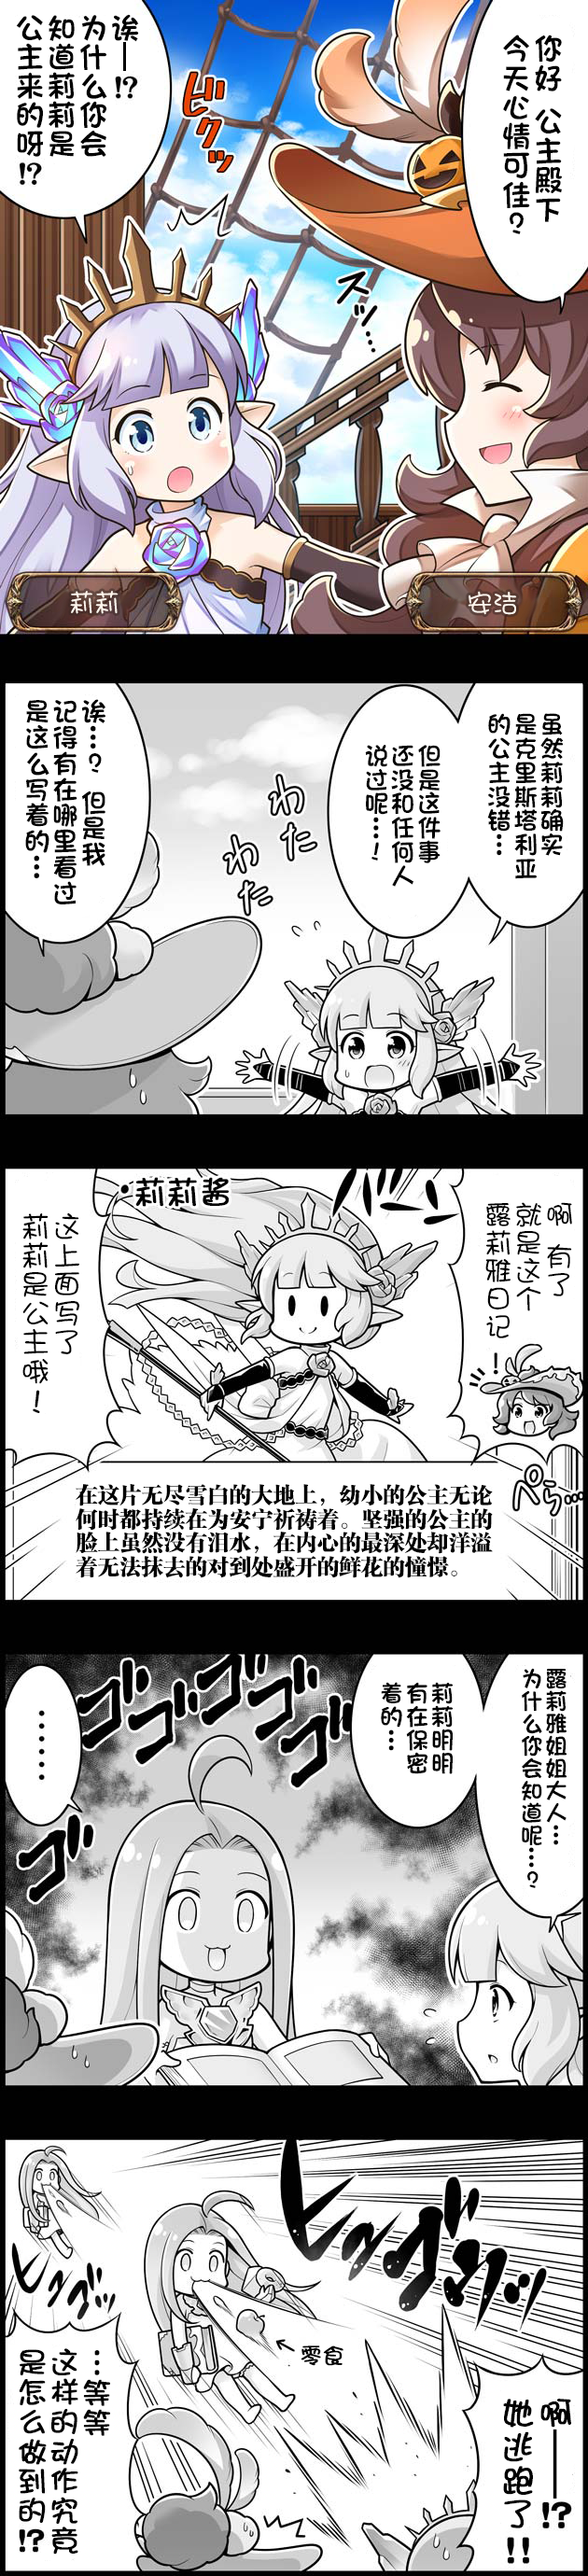 你好 公主殿下
今天心情可佳？
诶—!?
为什么你会
知道莉莉是
公主来的呀!?
ビクッ
スッ…
莉莉
安洁
虽然莉莉确实
是克里斯塔利亚
的公主没错…
但是这件事
还没和任何人
说过呢…！
わた
わた
诶…？但是我
记得有在哪里看过
是这么写着的…
啊 有了
就是这个
露莉雅日记
！
ぺら…
バーン
・莉莉酱
这上面写了
莉莉是公主哦！
在这片无尽雪白的大地上，幼小的公主无论
何时都持续在为安宁祈祷着。坚强的公主的
脸上虽然没有泪水，在内心的最深处却洋溢
着无法抹去的对到处盛开的鲜花的憧憬。
露莉雅姐姐大人…
为什么你会知道呢…？
莉莉明明
有在保密
着的…
ゴゴゴゴ
ゴ
……
ヒュゴゴゴッ
ヒュゴゴッ
←零食
啊——!?
她逃跑了!!
…等等
这样的动作究竟
是怎么做到的!?